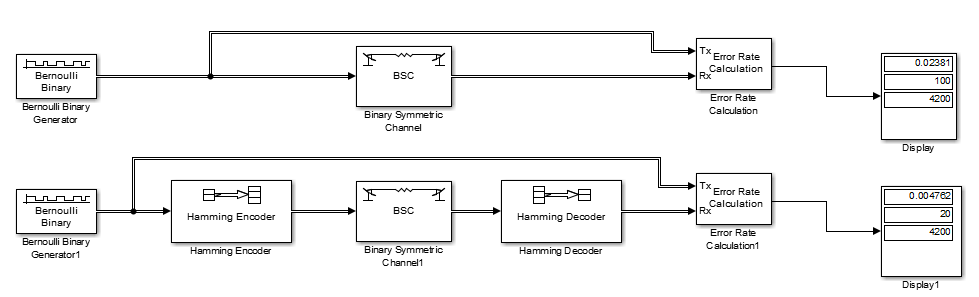 Bernoulli
Binary
Bernoulli Binary
Generator
BSC
Binary Symmetric
Channel
Tx
Rx
Error Rate
Calculation
Error Rate
Calculation
0.02381
100
4200
Display
Bernoulli
Binary
Bernoulli Binary
Generator1
Hamming Encoder
Hamming Encoder
BSC
Binary Symmetric
Channel1
Hamming Decoder
Hamming Decoder
Tx
Rx
Error Rate
Calculation
Error Rate
Calculation1
0.004762
20
4200
Display1